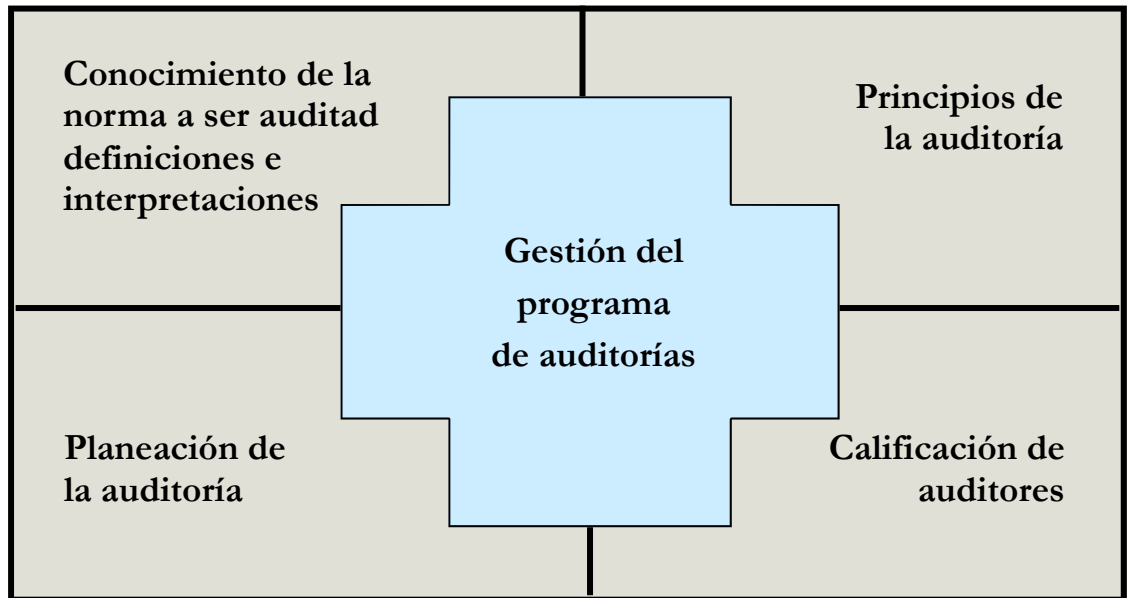 Conocimiento de la
norma a ser auditad
definiciones e
interpretaciones
Principios de
la auditoría
Gestión del
programa
de auditorías
Planeación de
la auditoría
Calificación de
auditores